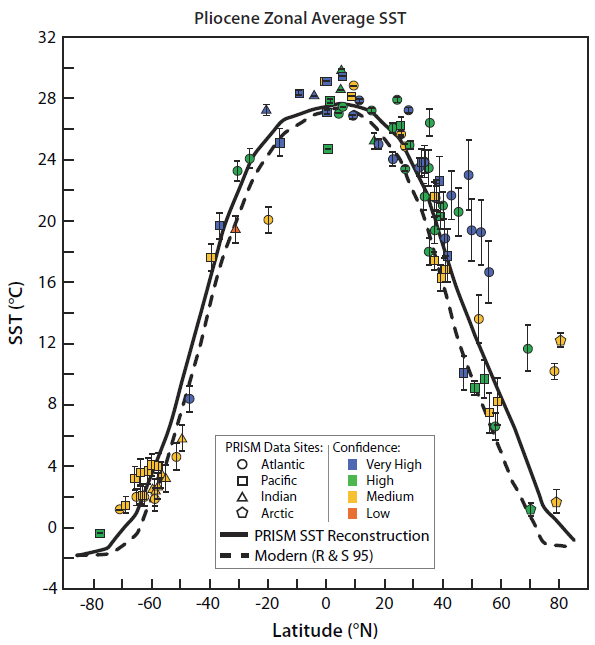 Pliocene Zonal Average SST
32
28
24
20
16
12
8
4
0
-4
SST (°C)
PRISM Data Sites: Confidence:
Atlantic Very High
Pacific High
Indian Medium
Arctic Low
PRISM SST Reconstruction
Modern (R & S 95)
-80 -60 -40 -20 0 20 40 60 80
Latitude (°N)